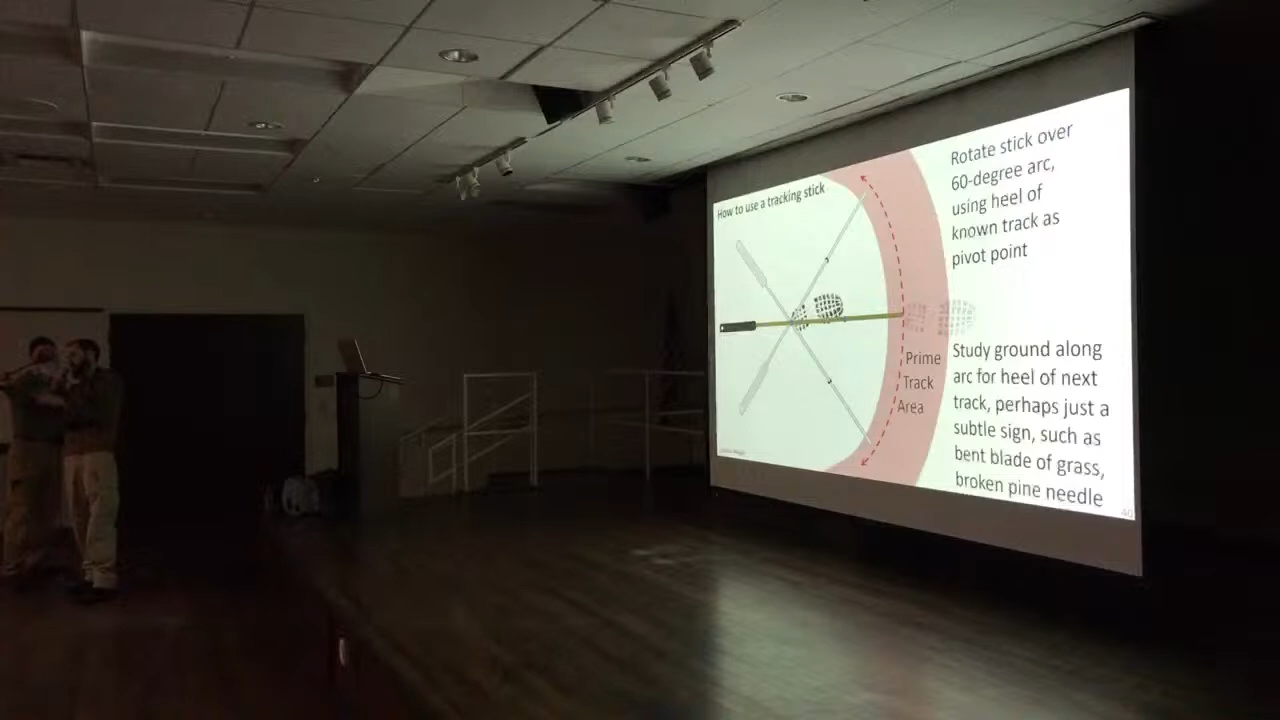 How to use a tracking stick
Rotate stick over
60-degree arc,
using heel of
known track as
pivot point
Prime
Track
Area
Study ground along
arc for heel of next
track, perhaps just a
subtle sign, such as
bent blade of grass,
broken pine needle
40